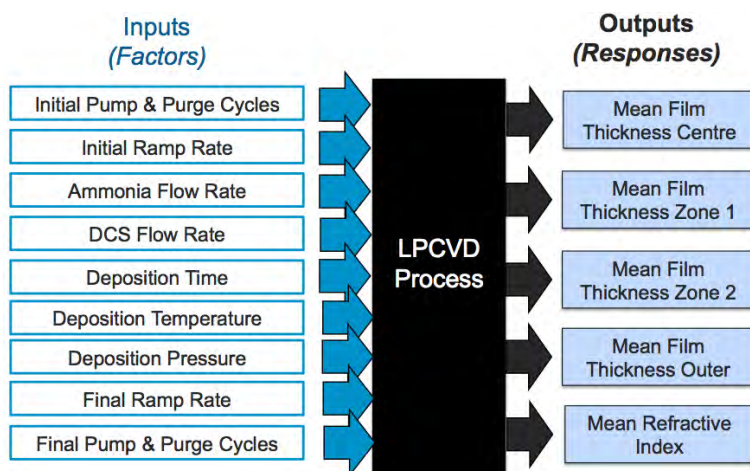 Inputs
(Factors)
Initial Pump & Purge Cycles
Initial Ramp Rate
Ammonia Flow Rate
DCS Flow Rate
Deposition Time
Deposition Temperature
Deposition Pressure
Final Ramp Rate
Final Pump & Purge Cycles
LPCVD
Process
Outputs
(Responses)
Mean Film
Thickness Centre
Mean Film
Thickness Zone 1
Mean Film
Thickness Zone 2
Mean Film
Thickness Outer
Mean Refractive
Index